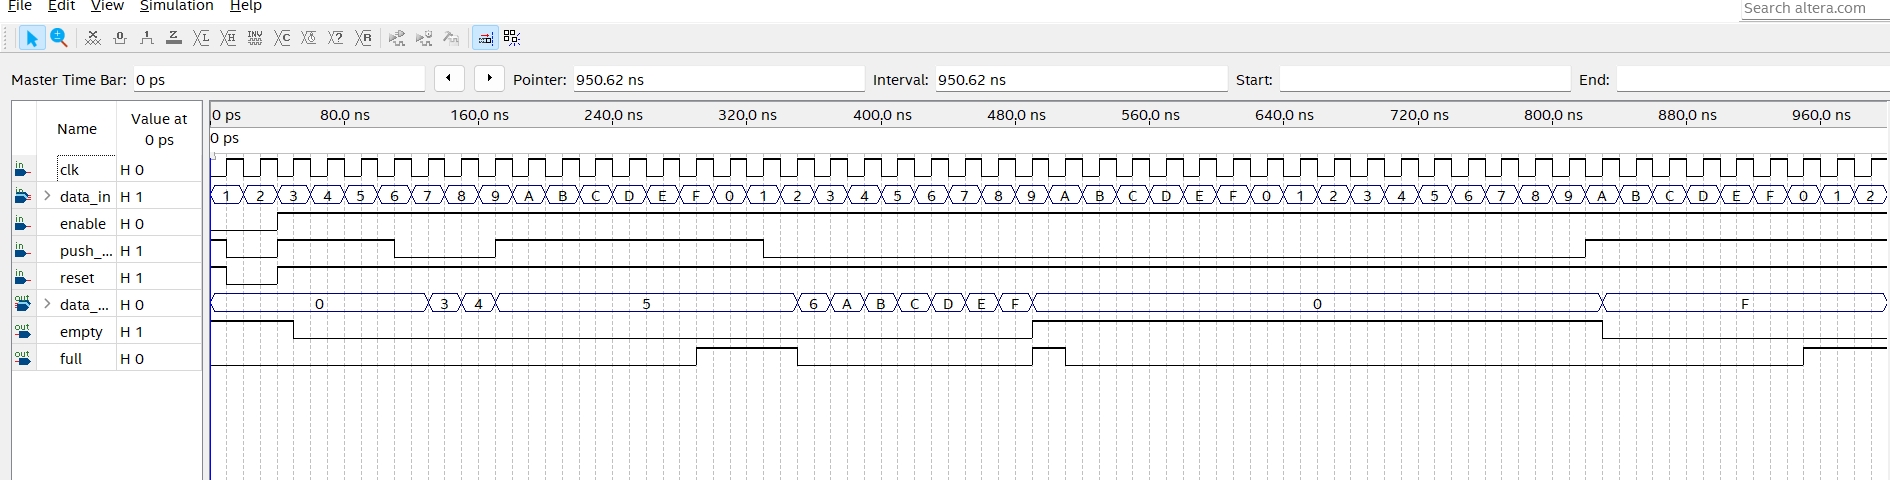 File Edit View Simulation Help
Search altera.com
Master Time Bar: 0 ps Pointer: 950.62 ns Interval: 950.62 ns Start: End:
Name Value at 0 ps 0 ps 80.0 ns 160.0 ns 240.0 ns 320.0 ns 400.0 ns 480.0 ns 560.0 ns 640.0 ns 720.0 ns 800.0 ns 880.0 ns 960.0 ns
0 ps
in clk H 0
in > data_in H 1 1 2 3 4 5 6 7 8 9 A B C D E F 0 1 2 3 4 5 6 7 8 9 A B C D E F 0 1 2 3 4 5 6 7 8 9 A B C D E F 0 1 2
in enable H 0
in push_... H 1
in reset H 1
out > data_... H 0 0 3 4 5 6 A B C D E F 0 F
out empty H 1
out full H 0